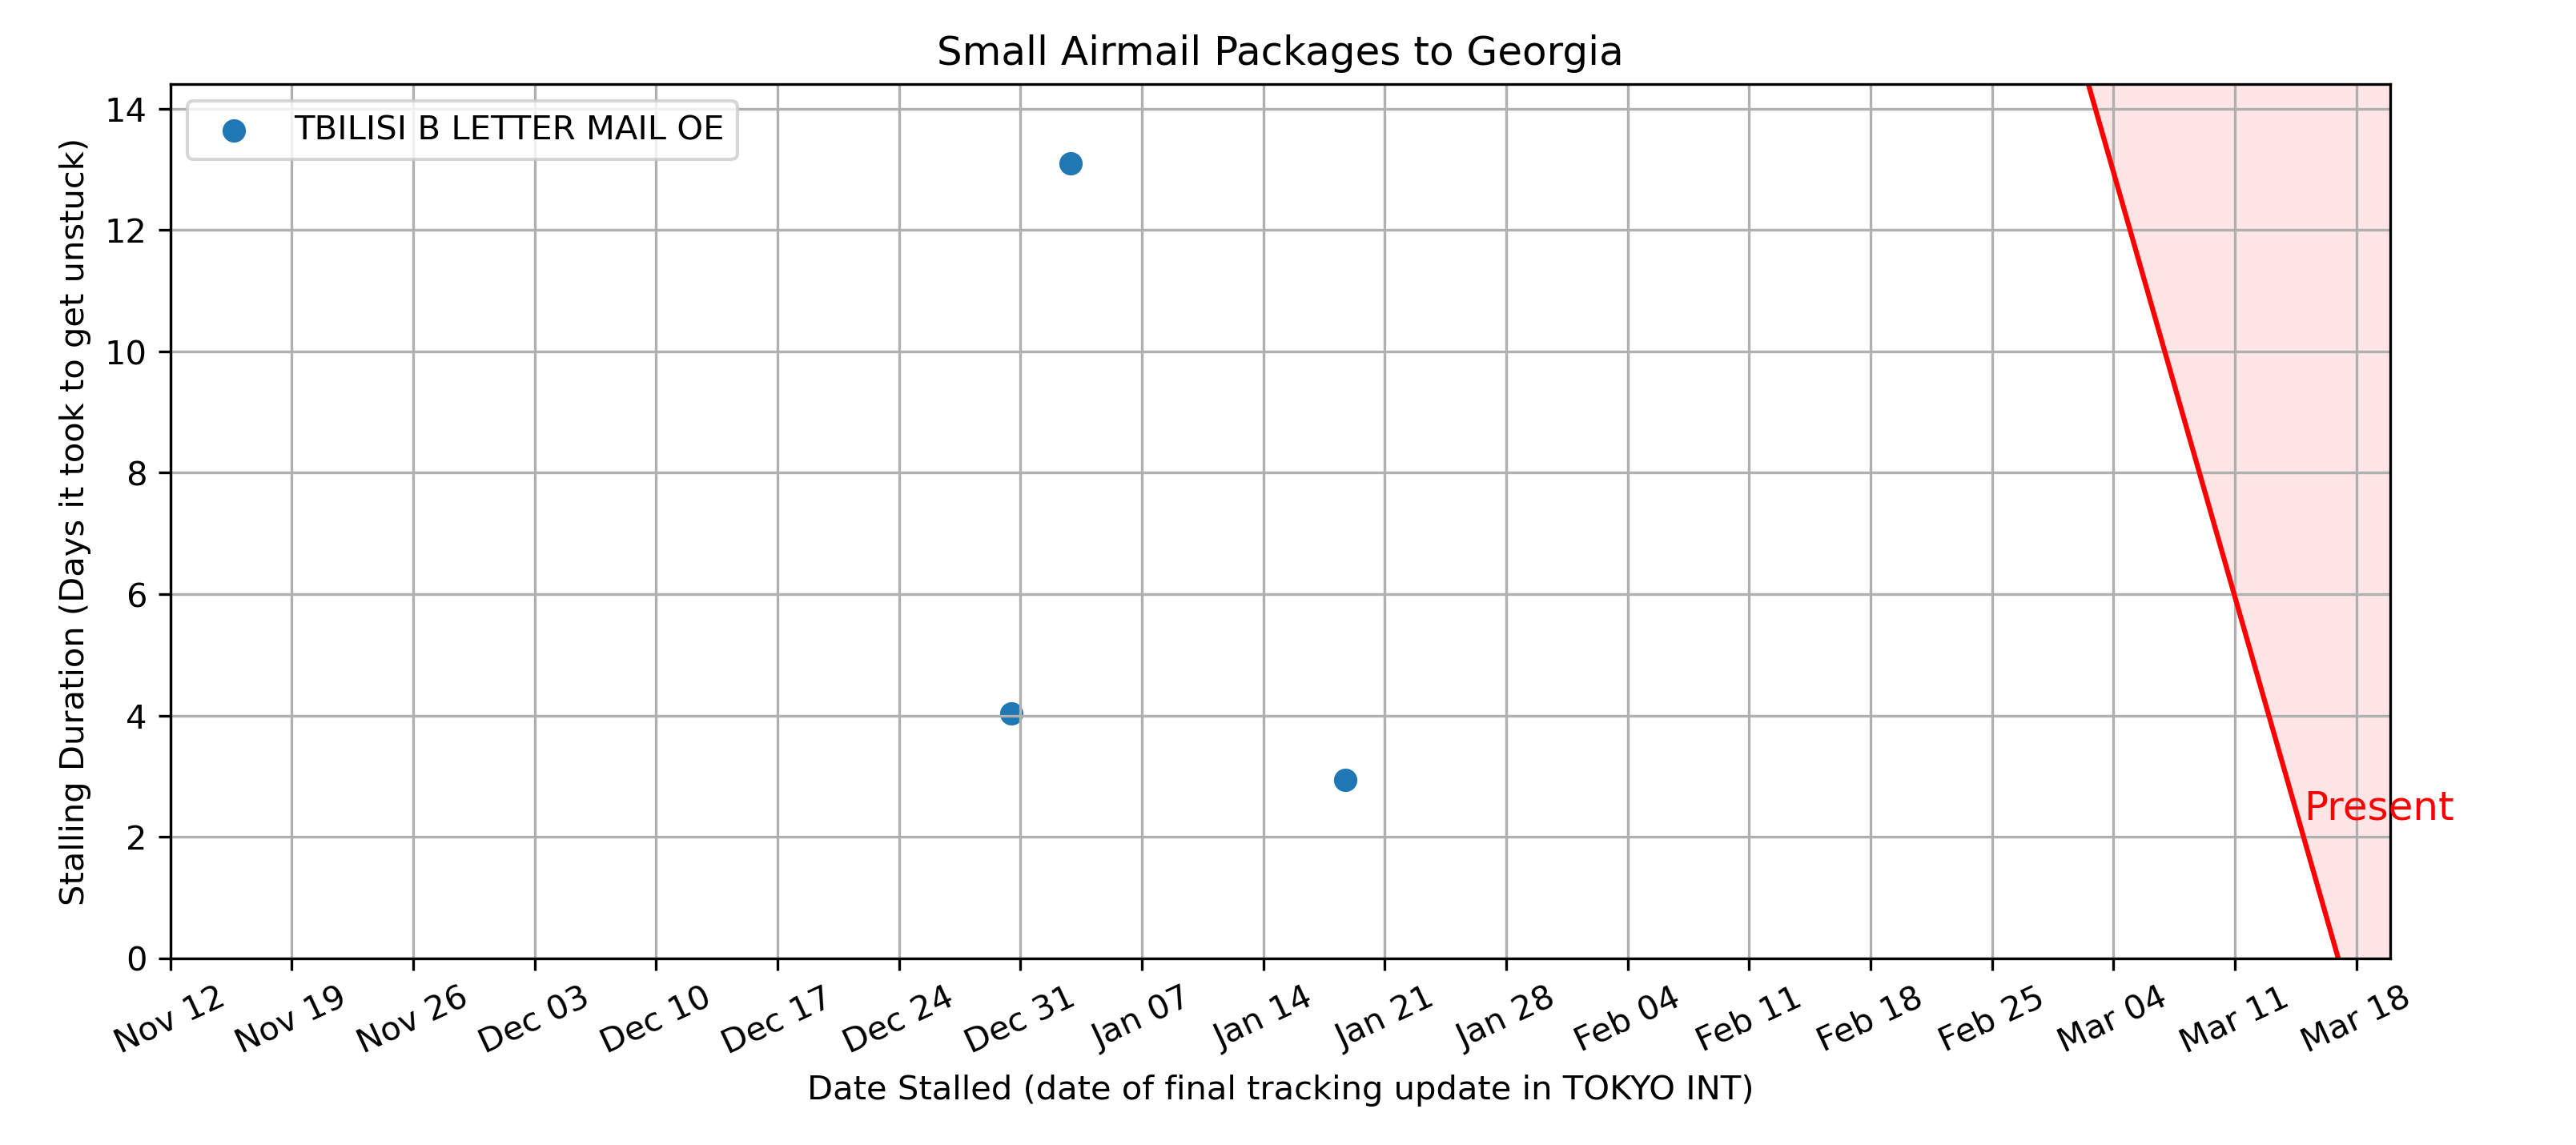 Small Airmail Packages to Georgia
TBILISI B LETTER MAIL OE
Stalling Duration (Days it took to get unstuck)
14
12
10
8
6
4
2
0
Present
Nov 12
Nov 19
Nov 26
Dec 03
Dec 10
Dec 17
Dec 24
Dec 31
Jan 07
Jan 14
Jan 21
Jan 28
Feb 04
Feb 11
Feb 18
Feb 25
Mar 04
Mar 11
Mar 18
Date Stalled (date of final tracking update in TOKYO INT)